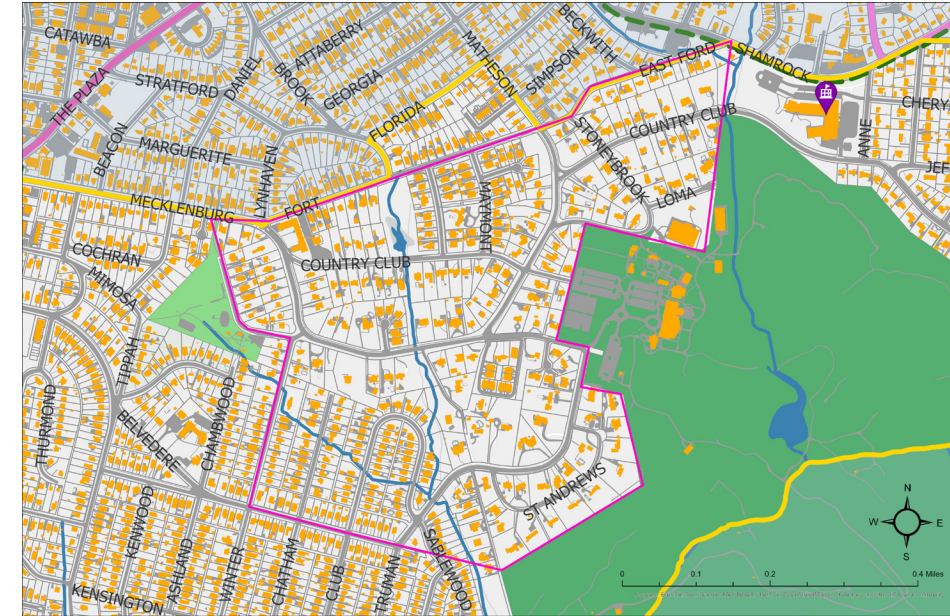 CATAWBA
THE PLAZA
STRATFORD
DANIEL
BROOK
ATTABERRY
GEORGIA
FLORIDA
MATHESON
SIMPSON
BECKWITH
EAST FORD
SHAMROCK
CHERY
ANNE
JEF
COUNTRY CLUB
STONEYBROOK
LOMA
BEACON
MARGUERITE
LYNHAVEN
MECKLENBURG
FORT
MATTMONT
COCHRAN
MIMOSA
COUNTRY CLUB
TIPPAH
THURMOND
BELVEDERE
CHAMBWOOD
ST ANDREWS
KENWOOD
ASHLAND
WINTER
CHATHAM
CLUB
SABLEWOOD
KENSINGTON
N
W
E
S
0
0.1
0.2
0.4 Miles